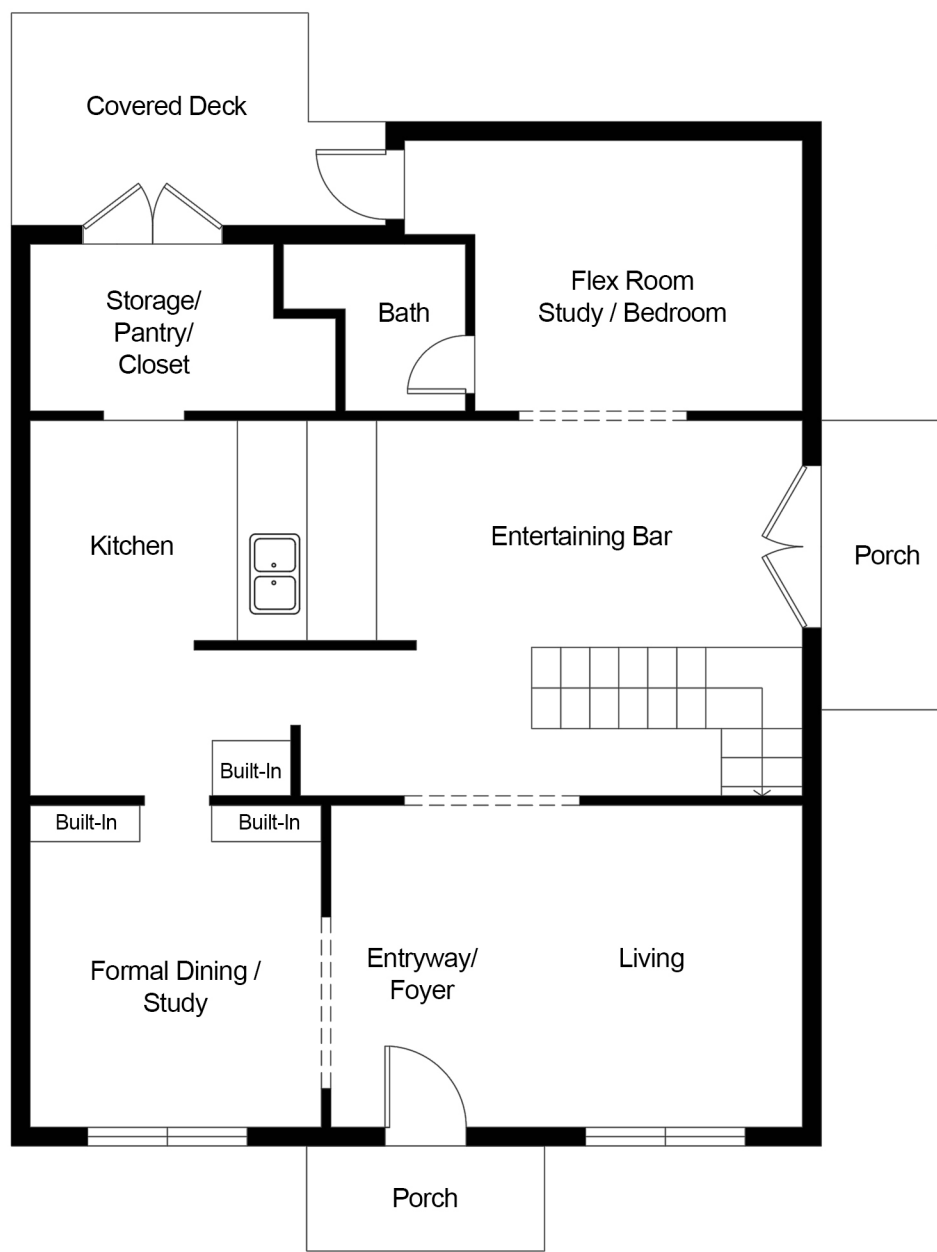 Covered Deck
Flex Room
Study / Bedroom
Storage/
Pantry/
Closet
Bath
Kitchen
Entertaining Bar
Porch
Built-In
Built-In
Built-In
Formal Dining /
Study
Entryway/
Foyer
Living
Porch